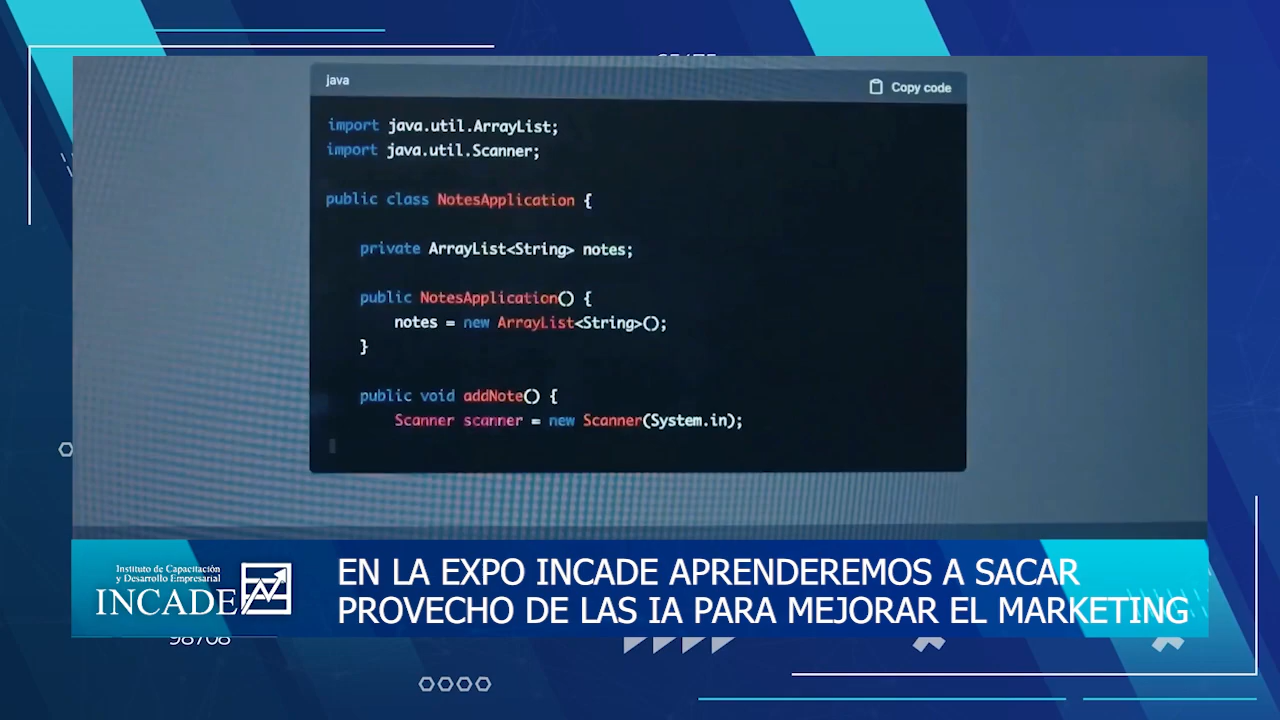 java
Copy code
import java.util.ArrayList;
import java.util.Scanner;
public class NotesApplication {
private ArrayList<String> notes;
public NotesApplication() {
notes = new ArrayList<String>();
}
public void addNote() {
Scanner scanner = new Scanner(System.in);
Instituto de Capacitación
y Desarrollo Empresarial
INCADE
EN LA EXPO INCADE APRENDEREMOS A SACAR
PROVECHO DE LAS IA PARA MEJORAR EL MARKETING